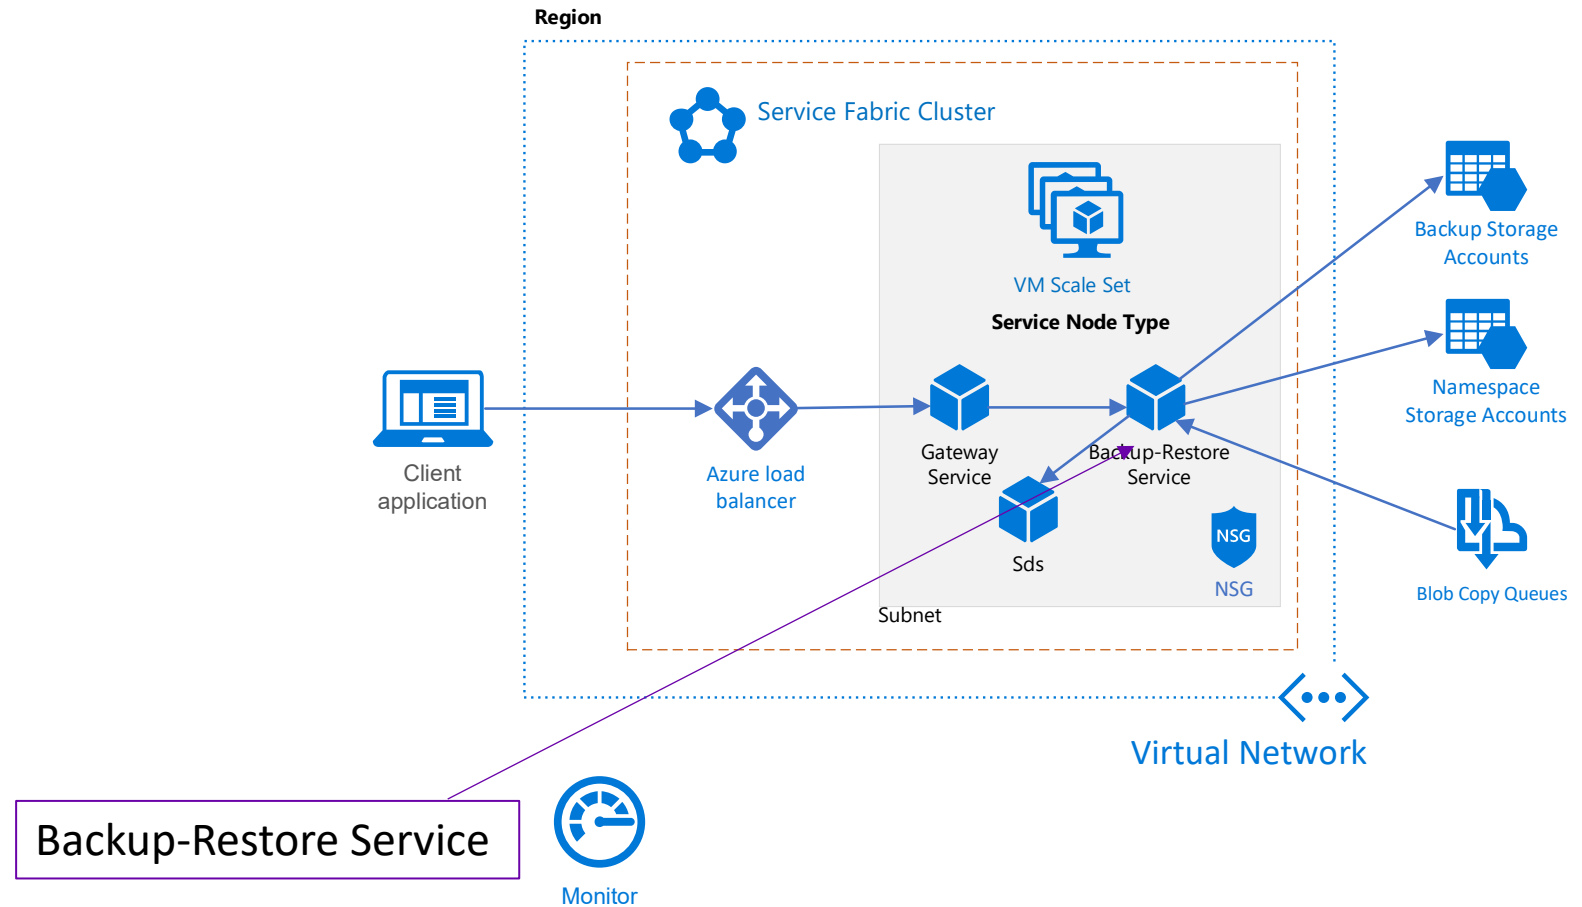 Region
Service Fabric Cluster
VM Scale Set
Service Node Type
Backup Storage
Accounts
Namespace
Storage Accounts
Client
application
Azure load
balancer
Gateway
Service
Backup-Restore
Service
Sds
NSG
NSG
Blob Copy Queues
Subnet
Virtual Network
Backup-Restore Service
Monitor